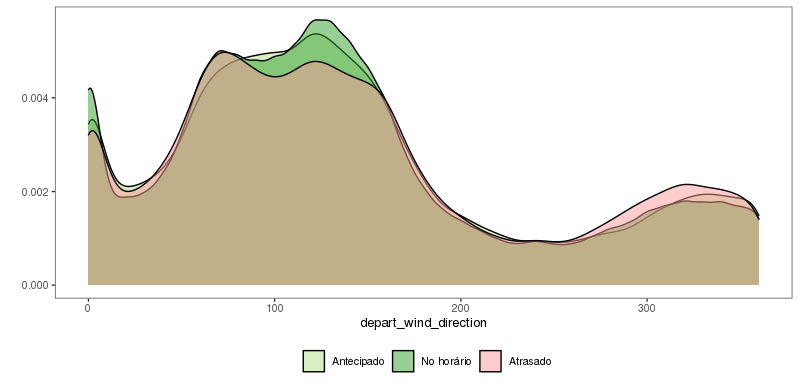 0.004
0.002
0.000
0 100 200 300
depart_wind_direction
Antecipado No horário Atrasado